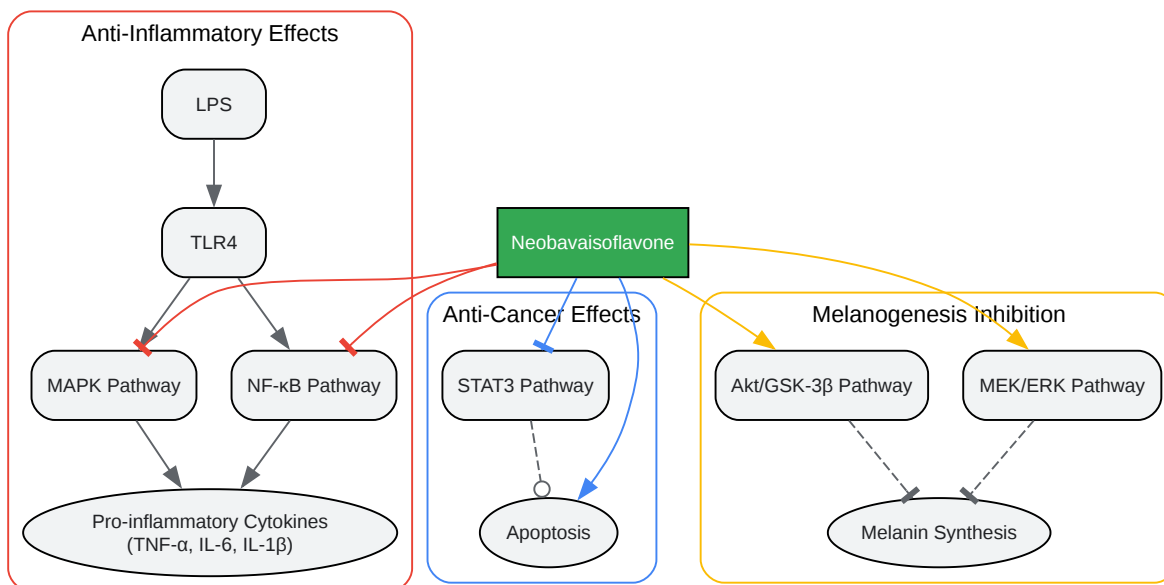 Anti-Inflammatory Effects
LPS
TLR4
Neobavaisoflavone
Anti-Cancer Effects
Melanogenesis Inhibition
MAPK Pathway
NF-κB Pathway
STAT3 Pathway
Akt/GSK-3β Pathway
MEK/ERK Pathway
Pro-inflammatory Cytokines
(TNF-α, IL-6, IL-1β)
Apoptosis
Melanin Synthesis